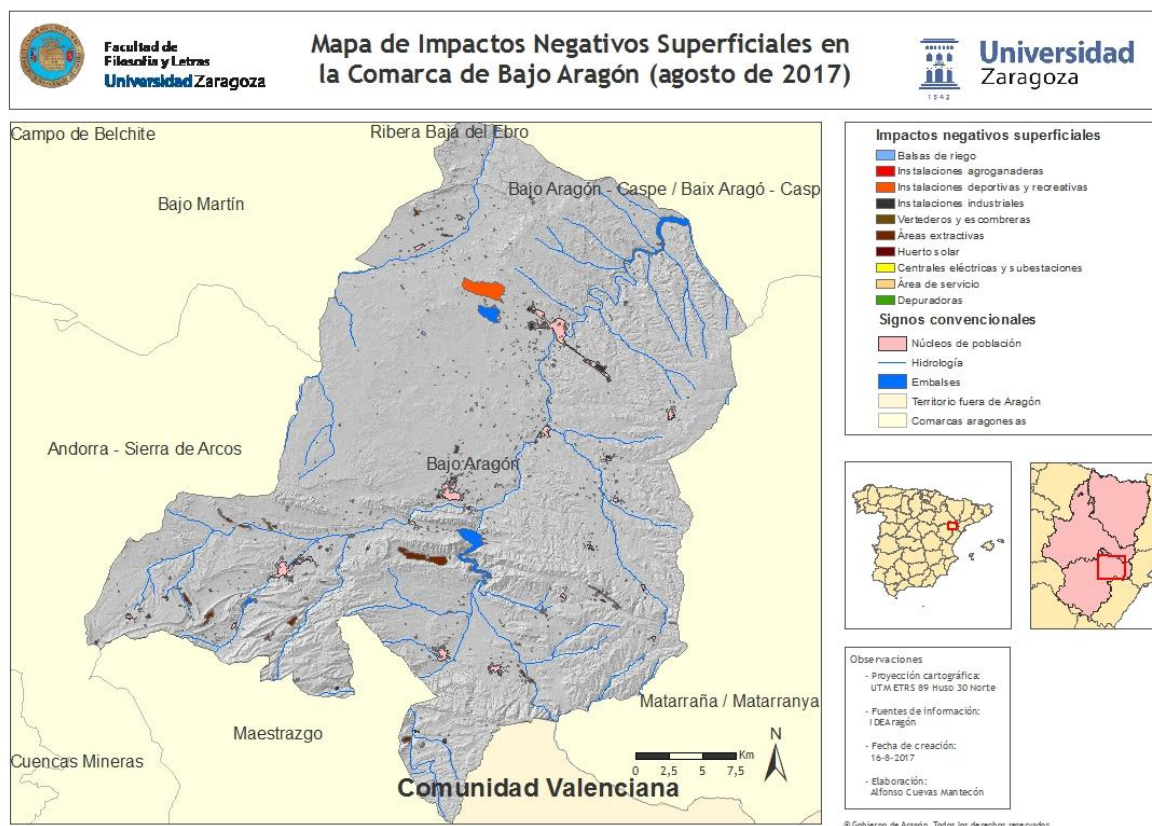 Facultad de
Filosofía y Letras
Universidad Zaragoza
Mapa de Impactos Negativos Superficiales en
la Comarca de Bajo Aragón (agosto de 2017)
1542
Universidad
Zaragoza
Campo de Belchite
Ribera Baja del Ebro
Bajo Martín
Bajo Aragón - Caspe / Baix Aragó - Casp
Andorra - Sierra de Arcos
Bajo Aragón
Matarraña / Matarranya
Maestrazgo
Cuencas Mineras
Comunidad Valenciana
N
Km
0 2,5 5 7,5
Impactos negativos superficiales
Balsas de riego
Instalaciones agroganaderas
Instalaciones deportivas y recreativas
Instalaciones industriales
Vertederos y escombreras
Áreas extractivas
Huerto solar
Centrales eléctricas y subestaciones
Área de servicio
Depuradoras
Signos convencionales
Núcleos de población
Hidrología
Embalses
Territorio fuera de Aragón
Comarcas aragonesas
Observaciones
- Proyección cartográfica:
UTM ETRS 89 Huso 30 Norte
- Fuentes de información:
IDEAragón
- Fecha de creación:
16-8-2017
- Elaboración:
Alfonso Cuevas Mantecón
© Gobierno de Aragón. Todos los derechos reservados